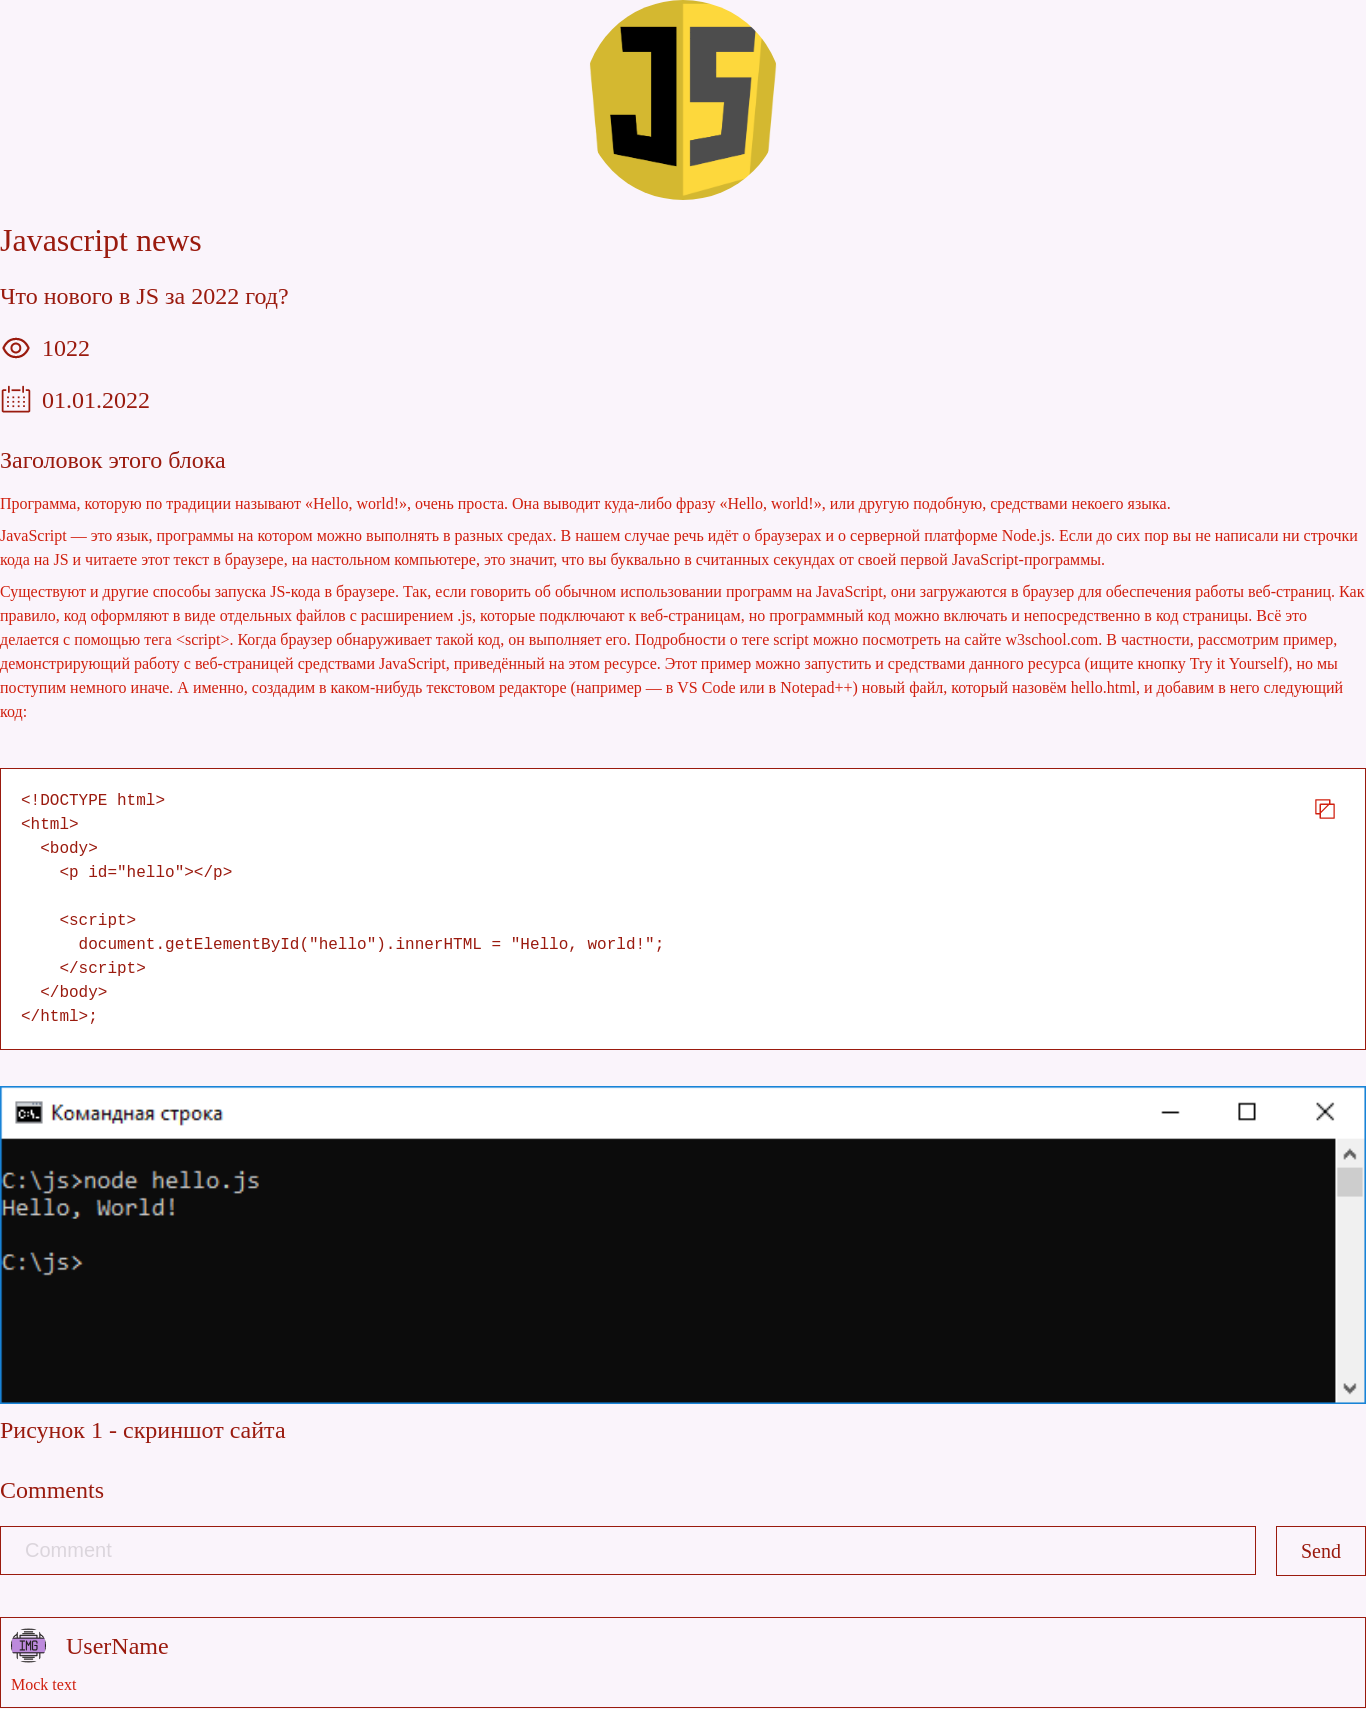 JS
Javascript news
Что нового в JS за 2022 год?
1022
01.01.2022
Заголовок этого блока
Программа, которую по традиции называют «Hello, world!», очень проста. Она выводит куда-либо фразу «Hello, world!», или другую подобную, средствами некоего языка.
JavaScript — это язык, программы на котором можно выполнять в разных средах. В нашем случае речь идёт о браузерах и о серверной платформе Node.js. Если до сих пор вы не написали ни строчки
кода на JS и читаете этот текст в браузере, на настольном компьютере, это значит, что вы буквально в считанных секундах от своей первой JavaScript-программы.
Существуют и другие способы запуска JS-кода в браузере. Так, если говорить об обычном использовании программ на JavaScript, они загружаются в браузер для обеспечения работы веб-страниц. Как
правило, код оформляют в виде отдельных файлов с расширением .js, которые подключают к веб-страницам, но программный код можно включать и непосредственно в код страницы. Всё это
делается с помощью тега <script>. Когда браузер обнаруживает такой код, он выполняет его. Подробности о теге script можно посмотреть на сайте w3school.com. В частности, рассмотрим пример,
демонстрирующий работу с веб-страницей средствами JavaScript, приведённый на этом ресурсе. Этот пример можно запустить и средствами данного ресурса (ищите кнопку Try it Yourself), но мы
поступим немного иначе. А именно, создадим в каком-нибудь текстовом редакторе (например — в VS Code или в Notepad++) новый файл, который назовём hello.html, и добавим в него следующий
код:
<!DOCTYPE html>
<html>
  <body>
    <p id="hello"></p>

    <script>
      document.getElementById("hello").innerHTML = "Hello, world!";
    </script>
  </body>
</html>;
C:\. Командная строка
C:\js>node hello.js
Hello, World!
C:\js>
Рисунок 1 - скриншот сайта
Comments
Comment
Send
IMG UserName
Mock text